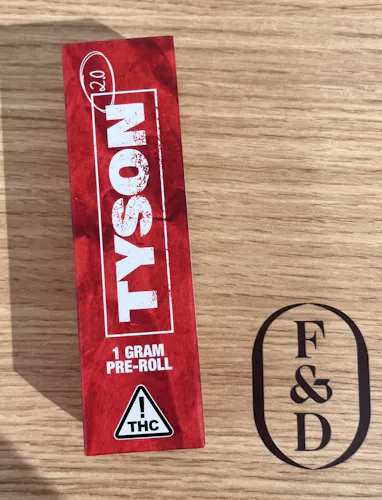 2.0
TYSON
1 GRAM
PRE-ROLL
!
THC
F
&
D